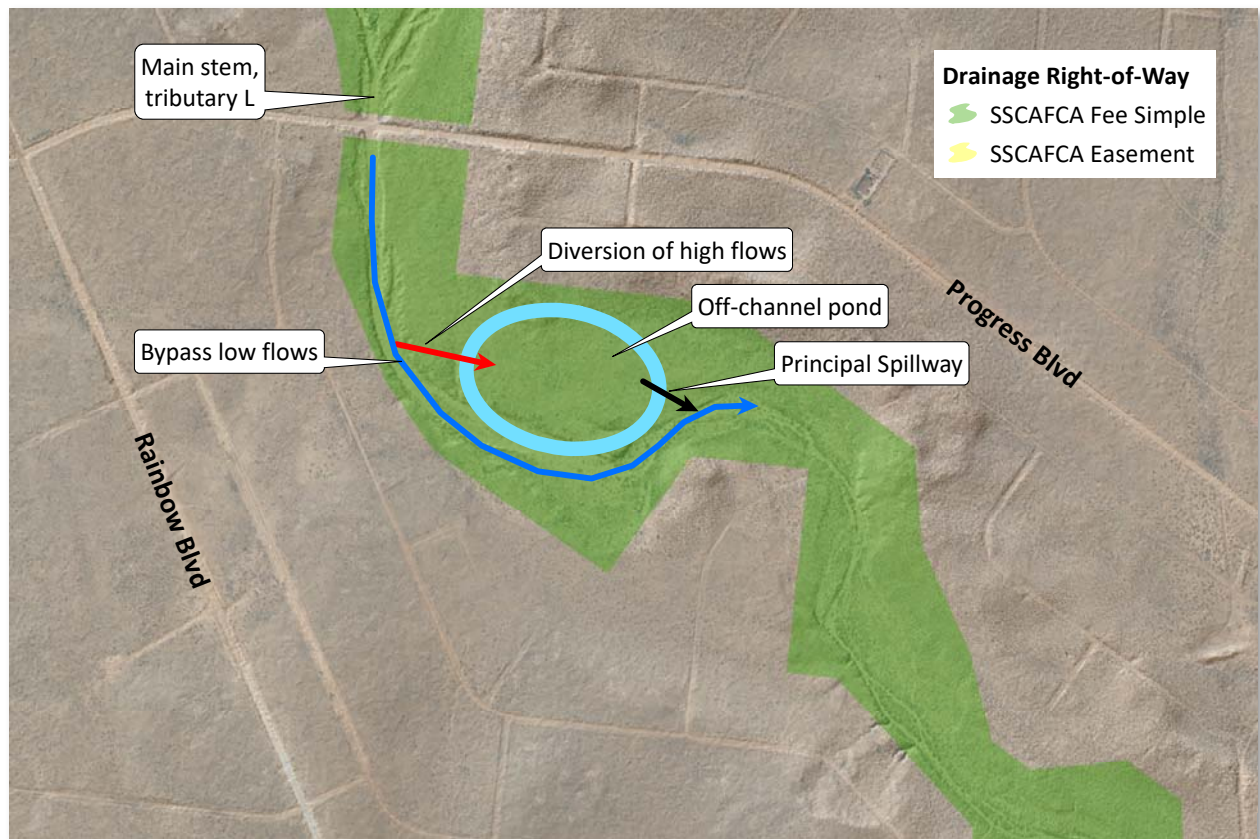 Main stem,
tributary L
Drainage Right-of-Way
SSCAFCA Fee Simple
SSCAFCA Easement
Diversion of high flows
Off-channel pond
Bypass low flows
Principal Spillway
Progress Blvd
Rainbow Blvd